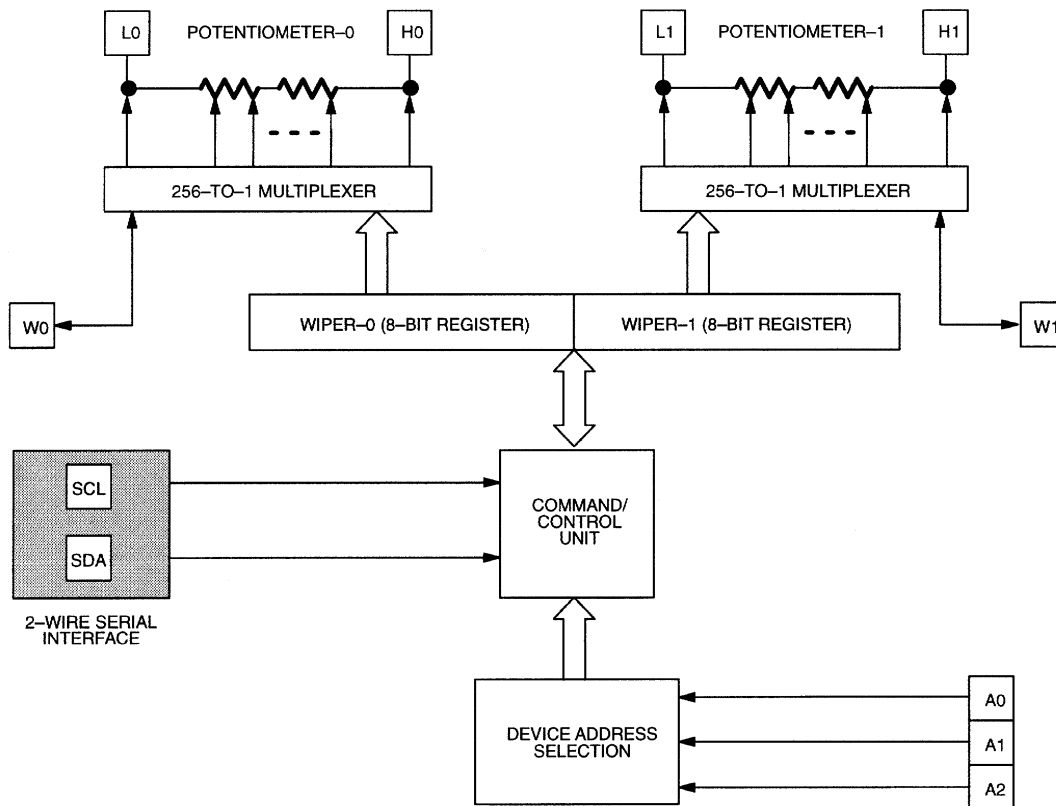 L0
POTENTIOMETER–0
H0
L1
POTENTIOMETER–1
H1
256–TO–1 MULTIPLEXER
256–TO–1 MULTIPLEXER
W0
WIPER–0 (8–BIT REGISTER)
WIPER–1 (8–BIT REGISTER)
W1
SCL
SDA
2–WIRE SERIAL
INTERFACE
COMMAND/
CONTROL
UNIT
DEVICE ADDRESS
SELECTION
A0
A1
A2